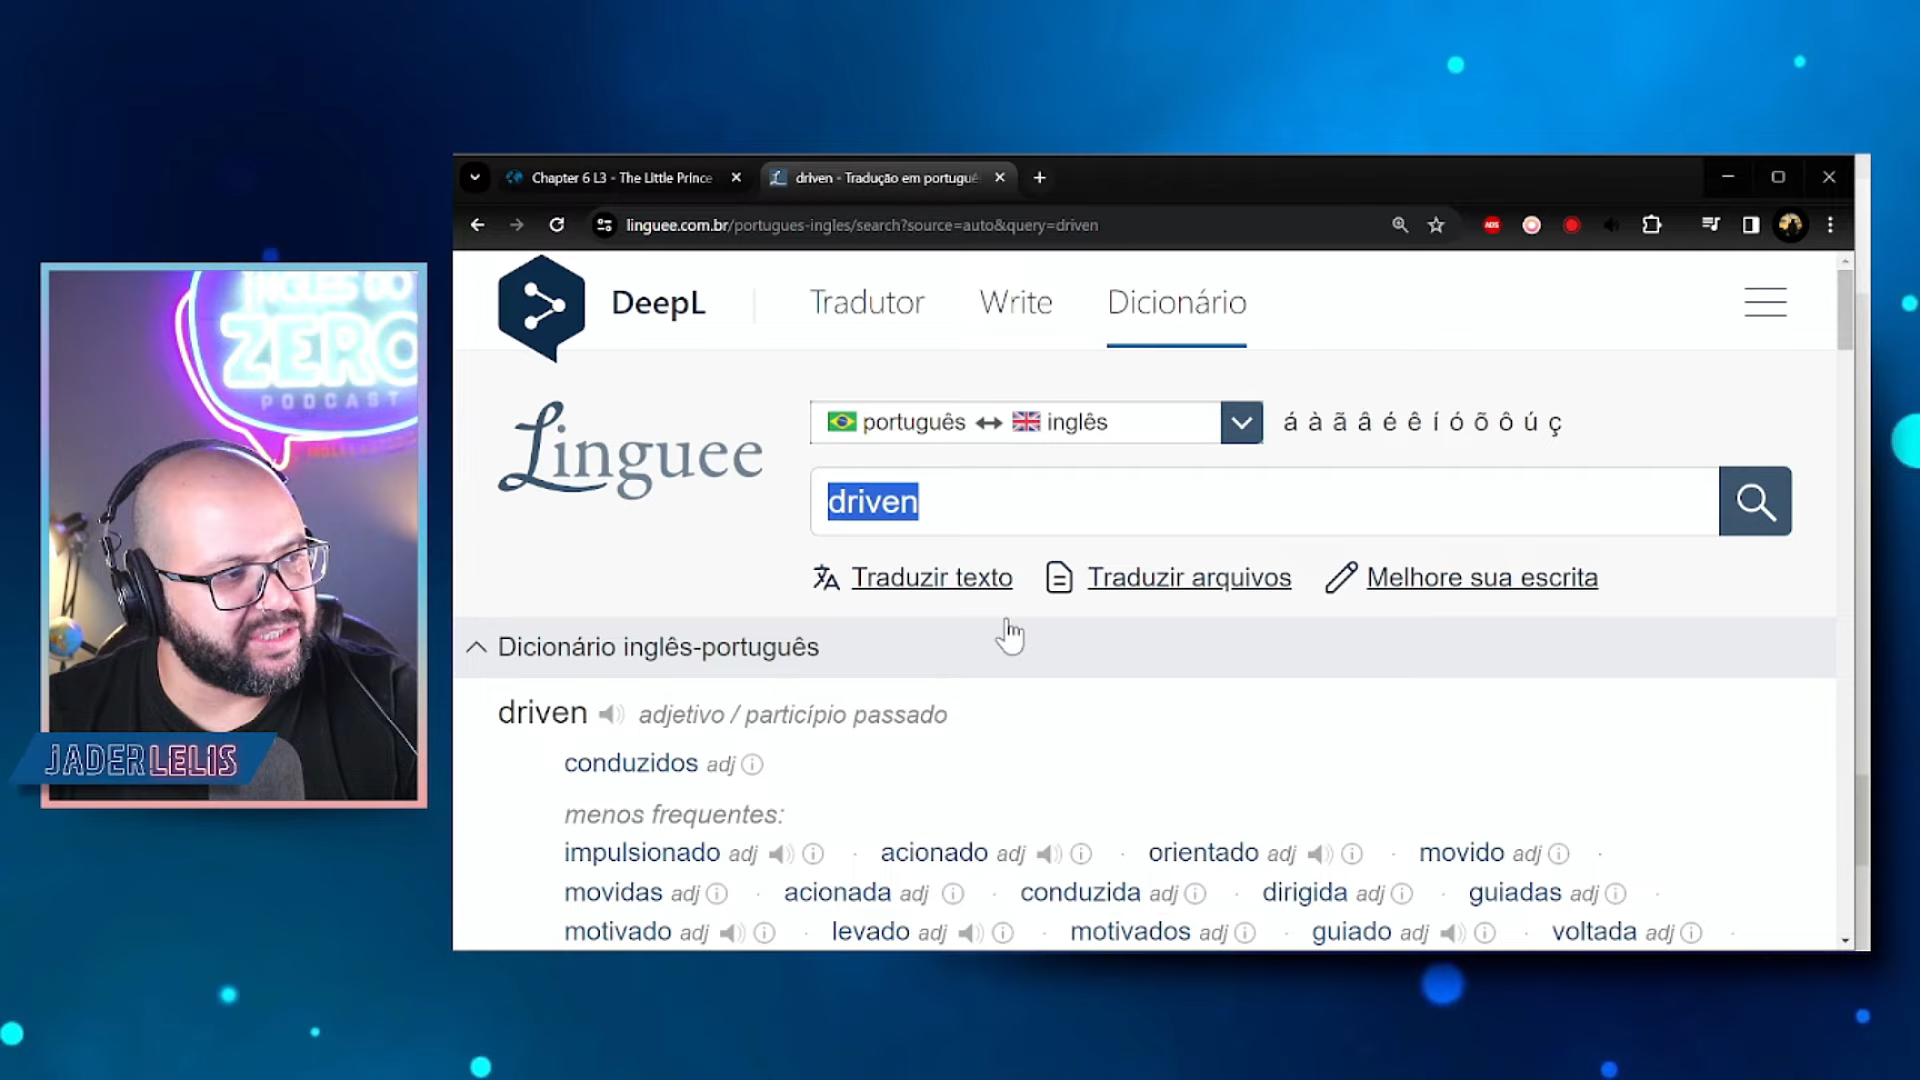 Chapter 6 L3 - The Little Prince
driven - Tradução em portugu
linguee.com.br/portugues-ingles/search?source=auto&query=driven
DeepL
Tradutor
Write
Dicionário
Linguee
português ↔ inglês
á à ã â é ê í ó õ ô ú ç
driven
Traduzir texto
Traduzir arquivos
Melhore sua escrita
Dicionário inglês-português
driven adjetivo / particípio passado
conduzidos adj
menos frequentes:
impulsionado adj · acionado adj · orientado adj · movido adj ·
movidas adj · acionada adj · conduzida adj · dirigida adj · guiadas adj ·
motivado adj · levado adj · motivados adj · guiado adj · voltada adj ·
ZERO
PODCAST
JADERLELIS